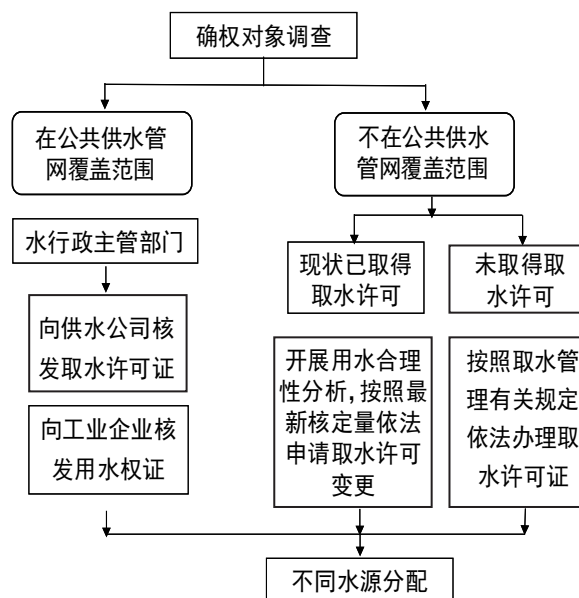 确权对象调查
在公共供水管
网覆盖范围
不在公共供水
管网覆盖范围
水行政主管部门
现状已取得
取水许可
未取得取
水许可
向供水公司核
发取水许可证
开展用水合理
性分析,按照最
新核定量依法
申请取水许可
变更
按照取水管
理有关规定
依法办理取
水许可证
向工业企业核
发用水权证
不同水源分配